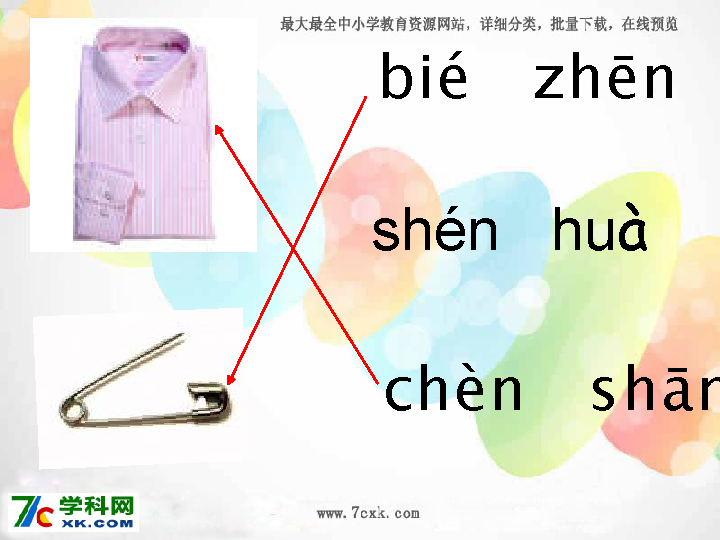 最大最全中小学教育资源网站，详细分类，批量下载，在线预览
bié zhēn
shén huà
chèn shān
学科网
XK.COM
www.7cxk.com